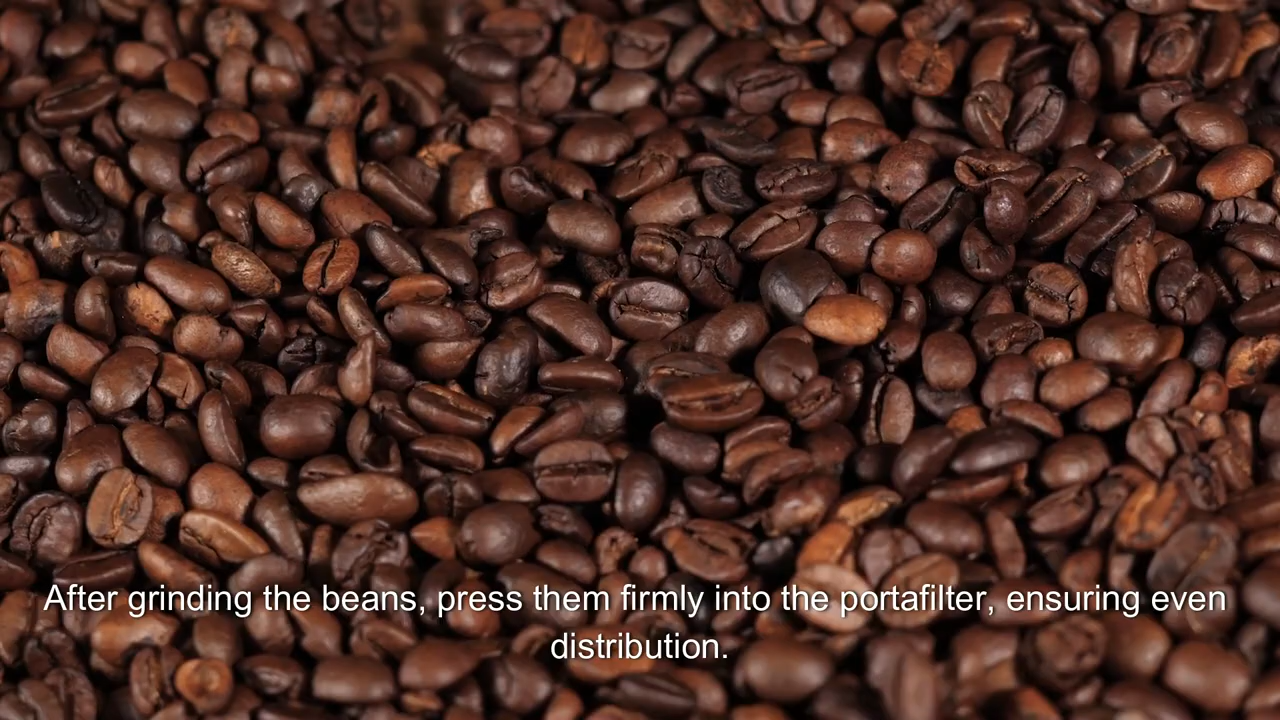 After grinding the beans, press them firmly into the portafilter, ensuring even
distribution.